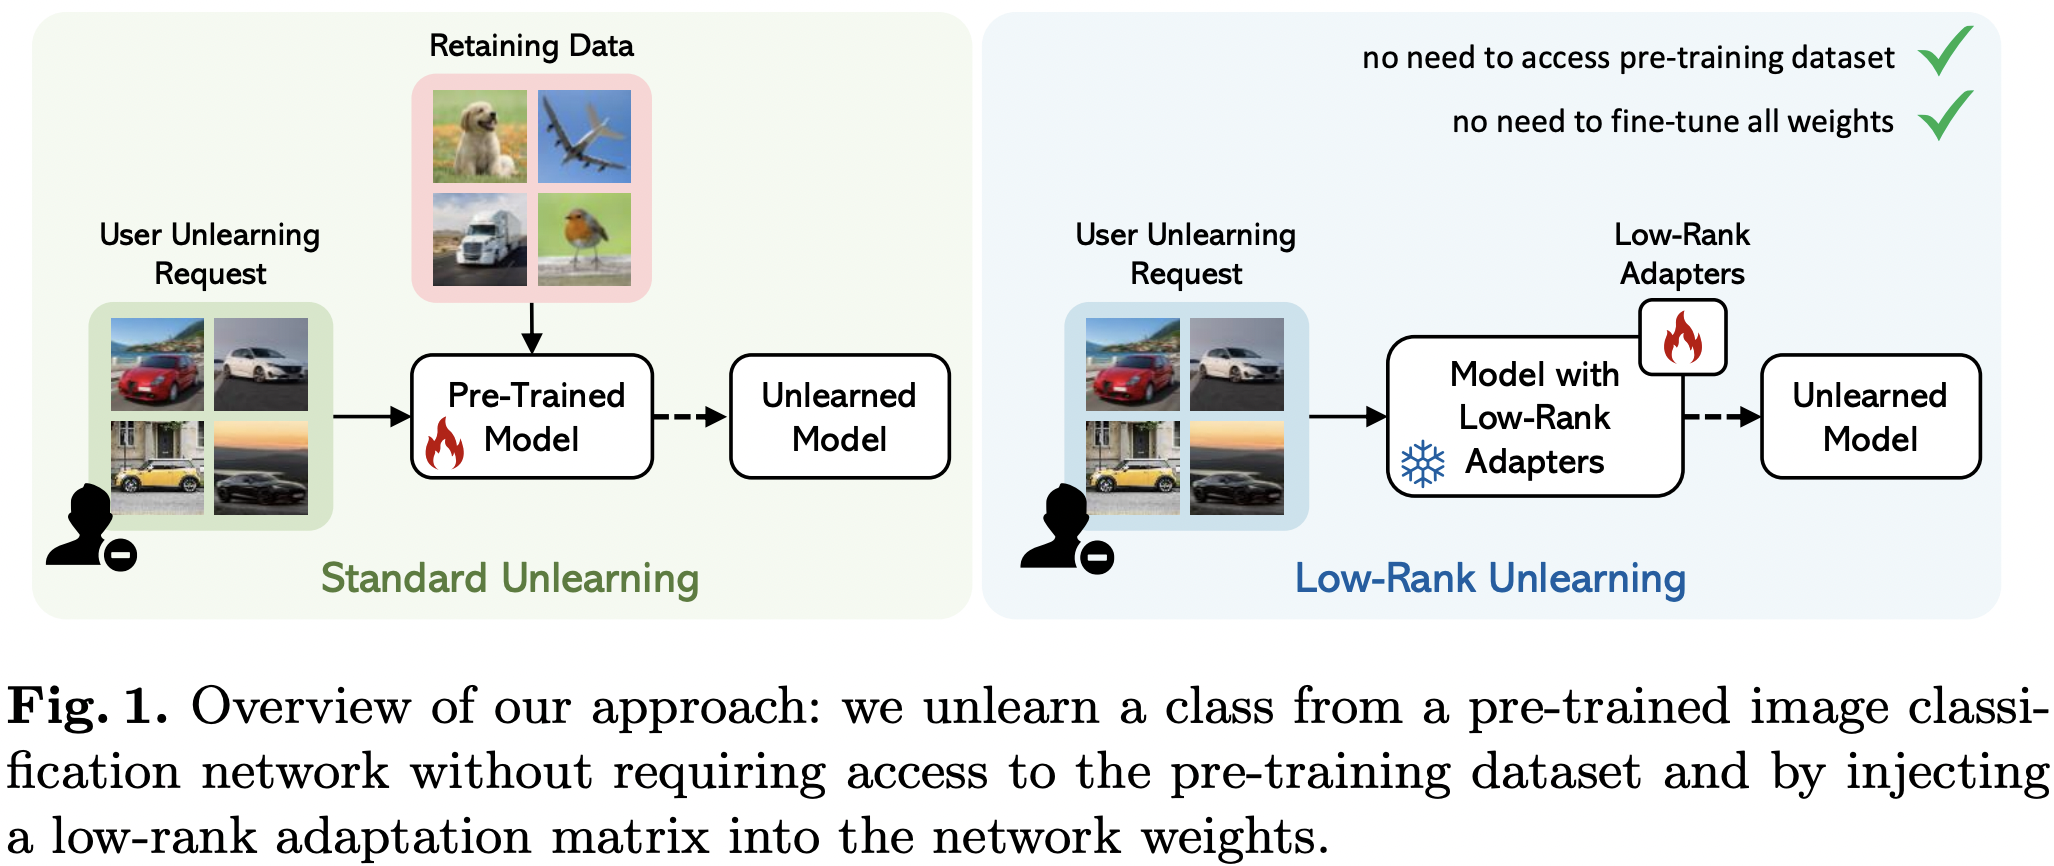 Retaining Data
User Unlearning
Request
Pre-Trained
Model
Unlearned
Model
Standard Unlearning
no need to access pre-training dataset
no need to fine-tune all weights
User Unlearning
Request
Low-Rank
Adapters
Model with
Low-Rank
Adapters
Unlearned
Model
Low-Rank Unlearning
Fig. 1. Overview of our approach: we unlearn a class from a pre-trained image classi-
fication network without requiring access to the pre-training dataset and by injecting
a low-rank adaptation matrix into the network weights.